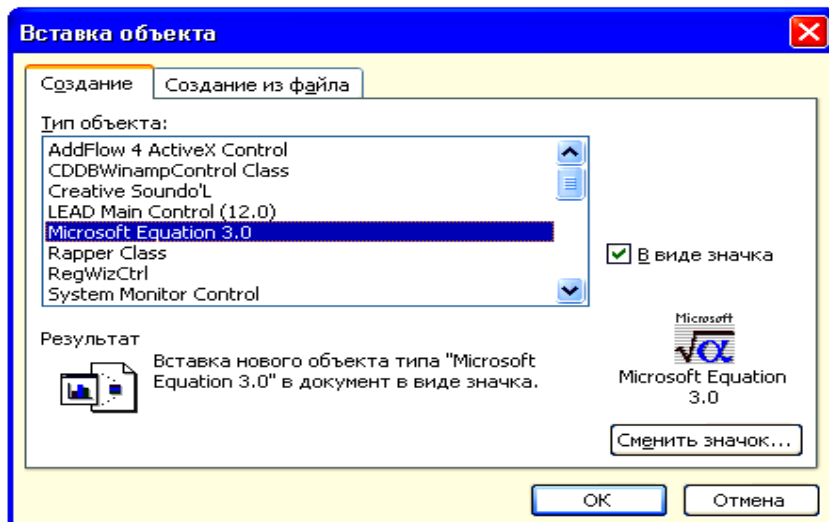 Вставка объекта
Создание
Создание из файла
Тип объекта:
AddFlow 4 ActiveX Control
CDDBWinampControl Class
Creative Soundo'L
LEAD Main Control (12.0)
Microsoft Equation 3.0
Rapper Class
RegWizCtrl
System Monitor Control
В виде значка
Результат
Вставка нового объекта типа "Microsoft
Equation 3.0" в документ в виде значка.
Microsoft
√α
Microsoft Equation
3.0
Сменить значок...
ОК
Отмена